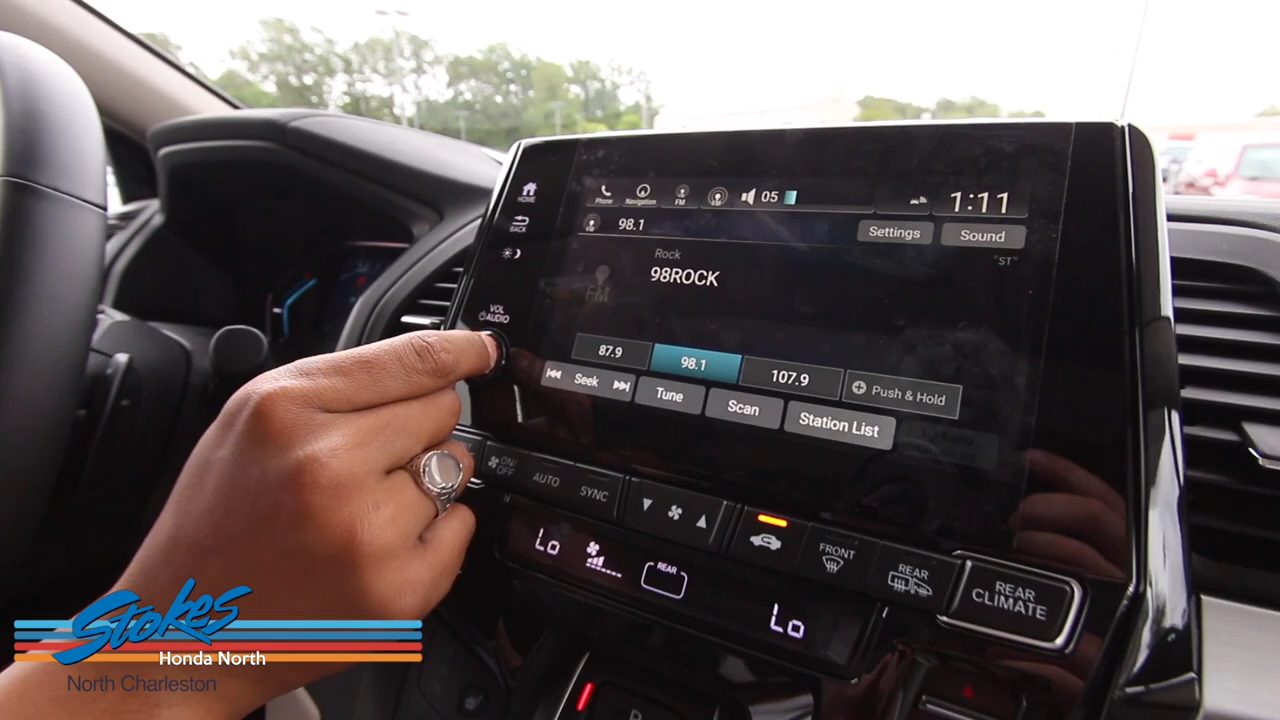 HOME
BACK
VOL
AUDIO
Phone
Navigation
FM
FM
05
1:11
98.1
Settings
Sound
"ST"
Rock
98ROCK
FM
87.9
98.1
107.9
Push & Hold
Seek
Tune
Scan
Station List
ON/
OFF
AUTO
SYNC
FRONT
REAR
REAR
CLIMATE
Lo
REAR
Lo
Stokes
Honda North
North Charleston